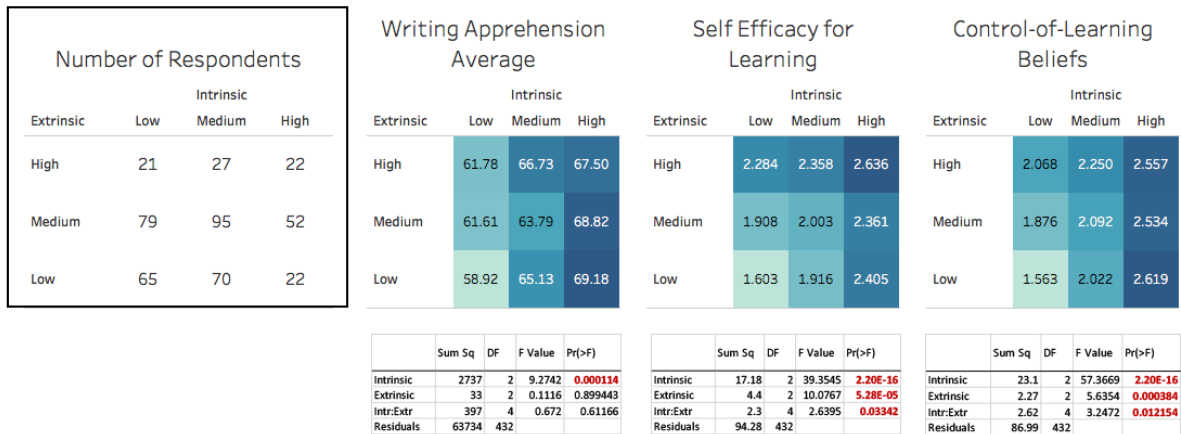 Number of Respondents
Intrinsic
Extrinsic Low Medium High
High 21 27 22
Medium 79 95 52
Low 65 70 22
Writing Apprehension
Average
Intrinsic
Extrinsic Low Medium High
High 61.78 66.73 67.50
Medium 61.61 63.79 68.82
Low 58.92 65.13 69.18
Sum Sq DF F Value Pr(>F)
Intrinsic 2737 2 9.2742 0.000114
Extrinsic 33 2 0.1116 0.899443
Intr:Extr 397 4 0.672 0.61166
Residuals 63734 432
Self Efficacy for
Learning
Intrinsic
Extrinsic Low Medium High
High 2.284 2.358 2.636
Medium 1.908 2.003 2.361
Low 1.603 1.916 2.405
Sum Sq DF F Value Pr(>F)
Intrinsic 17.18 2 39.3545 2.20E-16
Extrinsic 4.4 2 10.0767 5.28E-05
Intr:Extr 2.3 4 2.6395 0.03342
Residuals 94.28 432
Control-of-Learning
Beliefs
Intrinsic
Extrinsic Low Medium High
High 2.068 2.250 2.557
Medium 1.876 2.092 2.534
Low 1.563 2.022 2.619
Sum Sq DF F Value Pr(>F)
Intrinsic 23.1 2 57.3669 2.20E-16
Extrinsic 2.27 2 5.6354 0.000384
Intr:Extr 2.62 4 3.2472 0.012154
Residuals 86.99 432